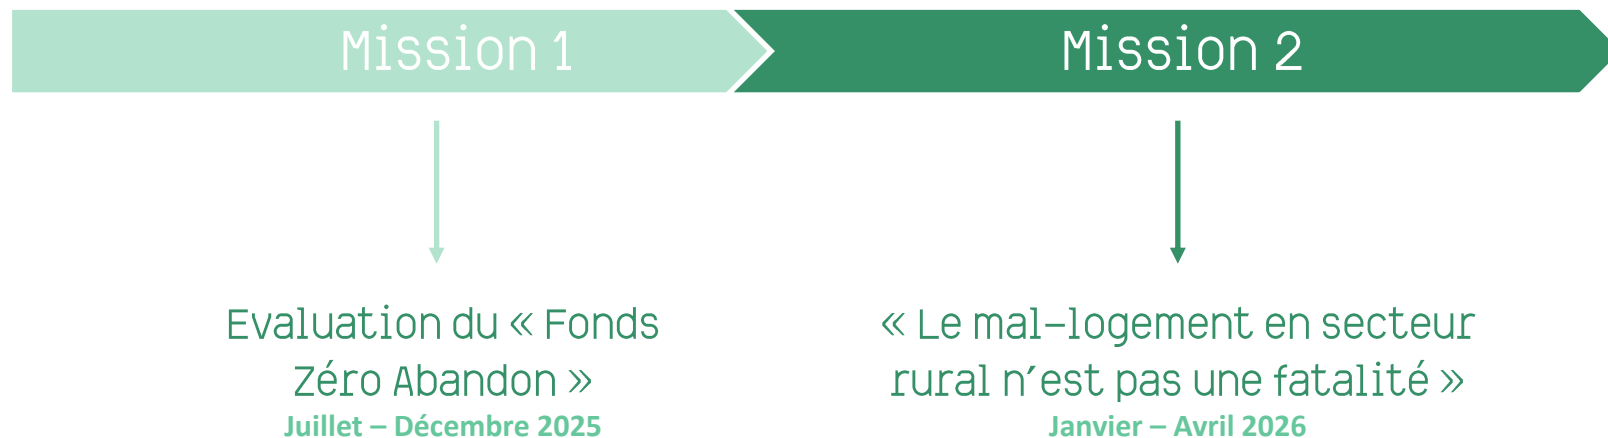 Mission 1
Mission 2
Evaluation du « Fonds
Zéro Abandon »
Juillet – Décembre 2025
« Le mal-logement en secteur
rural n’est pas une fatalité »
Janvier – Avril 2026